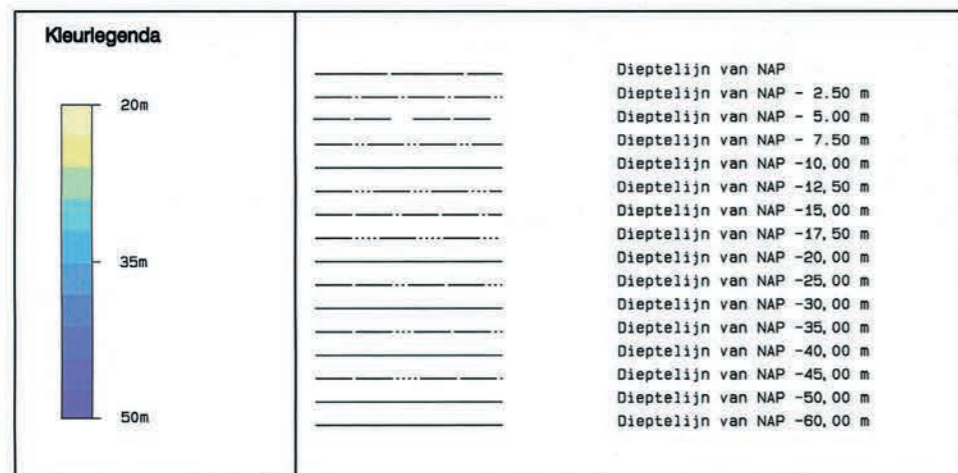 Kleurlegenda
20m
35m
50m
Dieptelijn van NAP
Dieptelijn van NAP - 2.50 m
Dieptelijn van NAP - 5.00 m
Dieptelijn van NAP - 7.50 m
Dieptelijn van NAP -10,00 m
Dieptelijn van NAP -12,50 m
Dieptelijn van NAP -15,00 m
Dieptelijn van NAP -17,50 m
Dieptelijn van NAP -20,00 m
Dieptelijn van NAP -25,00 m
Dieptelijn van NAP -30,00 m
Dieptelijn van NAP -35,00 m
Dieptelijn van NAP -40,00 m
Dieptelijn van NAP -45,00 m
Dieptelijn van NAP -50,00 m
Dieptelijn van NAP -60,00 m